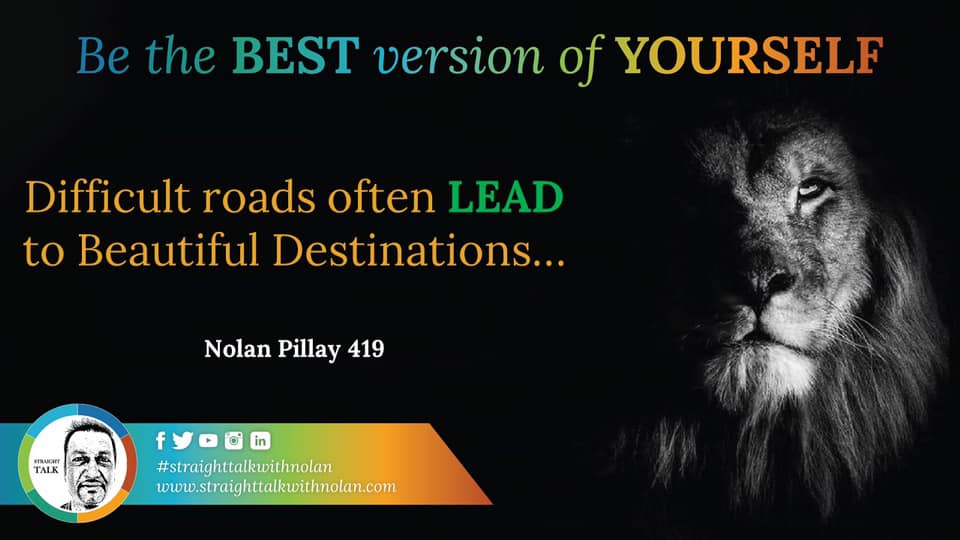 Be the BEST version of YOURSELF
Difficult roads often LEAD
to Beautiful Destinations...
Nolan Pillay 419
STRAIGHT
TALK
#straighttalkwithnolan
www.straighttalkwithnolan.com